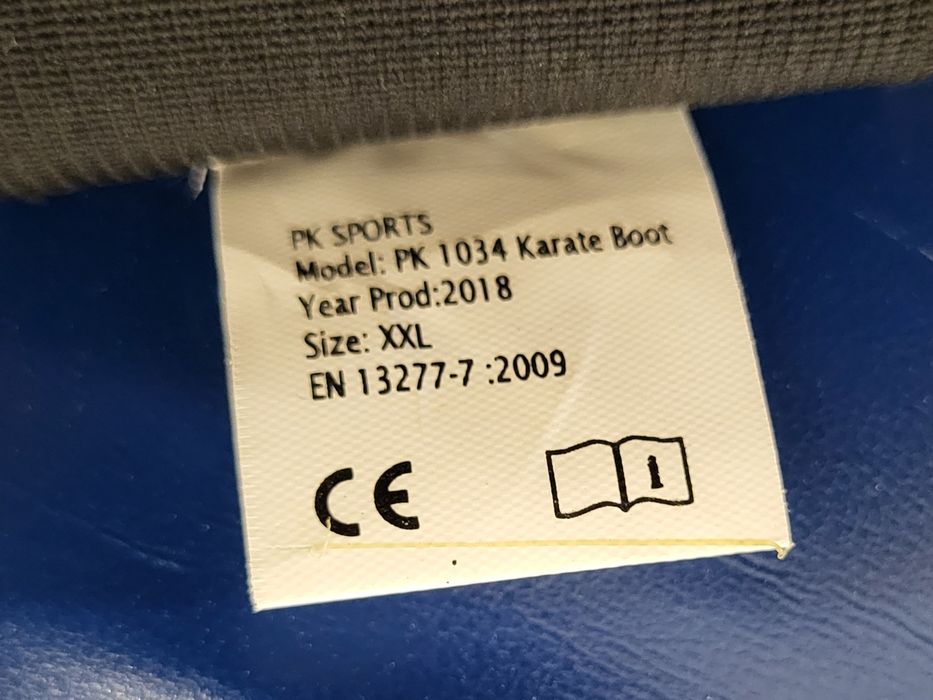 PK SPORTS
Model: PK 1034 Karate Boot
Year Prod:2018
Size: XXL
EN 13277-7 :2009
CE
i